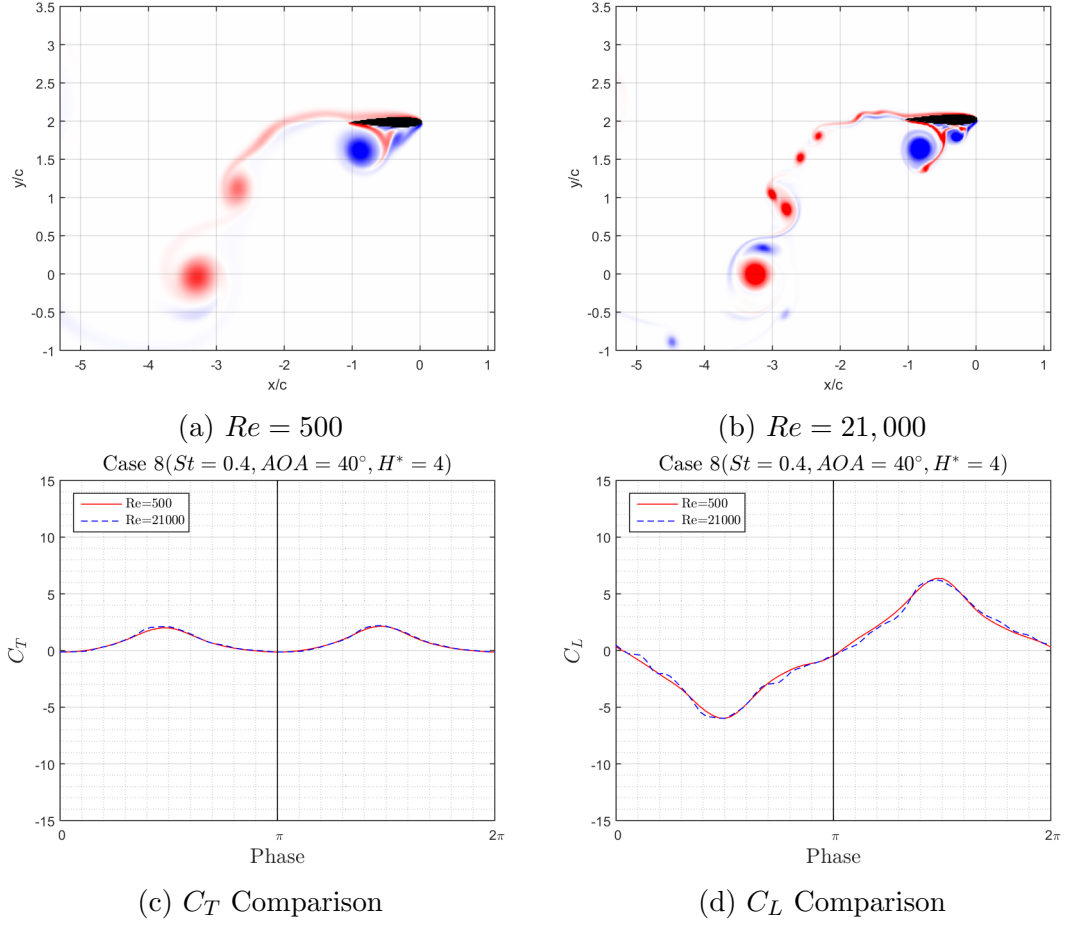 3.5
3
2.5
2
1.5
1
0.5
0
-0.5
-1
y/c
-5 -4 -3 -2 -1 0 1
x/c
(a) Re = 500
3.5
3
2.5
2
1.5
1
0.5
0
-0.5
-1
y/c
-5 -4 -3 -2 -1 0 1
x/c
(b) Re = 21,000
Case 8(St = 0.4, AOA = 40°, H* = 4)
Re=500
Re=21000
15
10
5
0
-5
-10
-15
C_T
0 π 2π
Phase
(c) C_T Comparison
Case 8(St = 0.4, AOA = 40°, H* = 4)
Re=500
Re=21000
15
10
5
0
-5
-10
-15
C_L
0 π 2π
Phase
(d) C_L Comparison